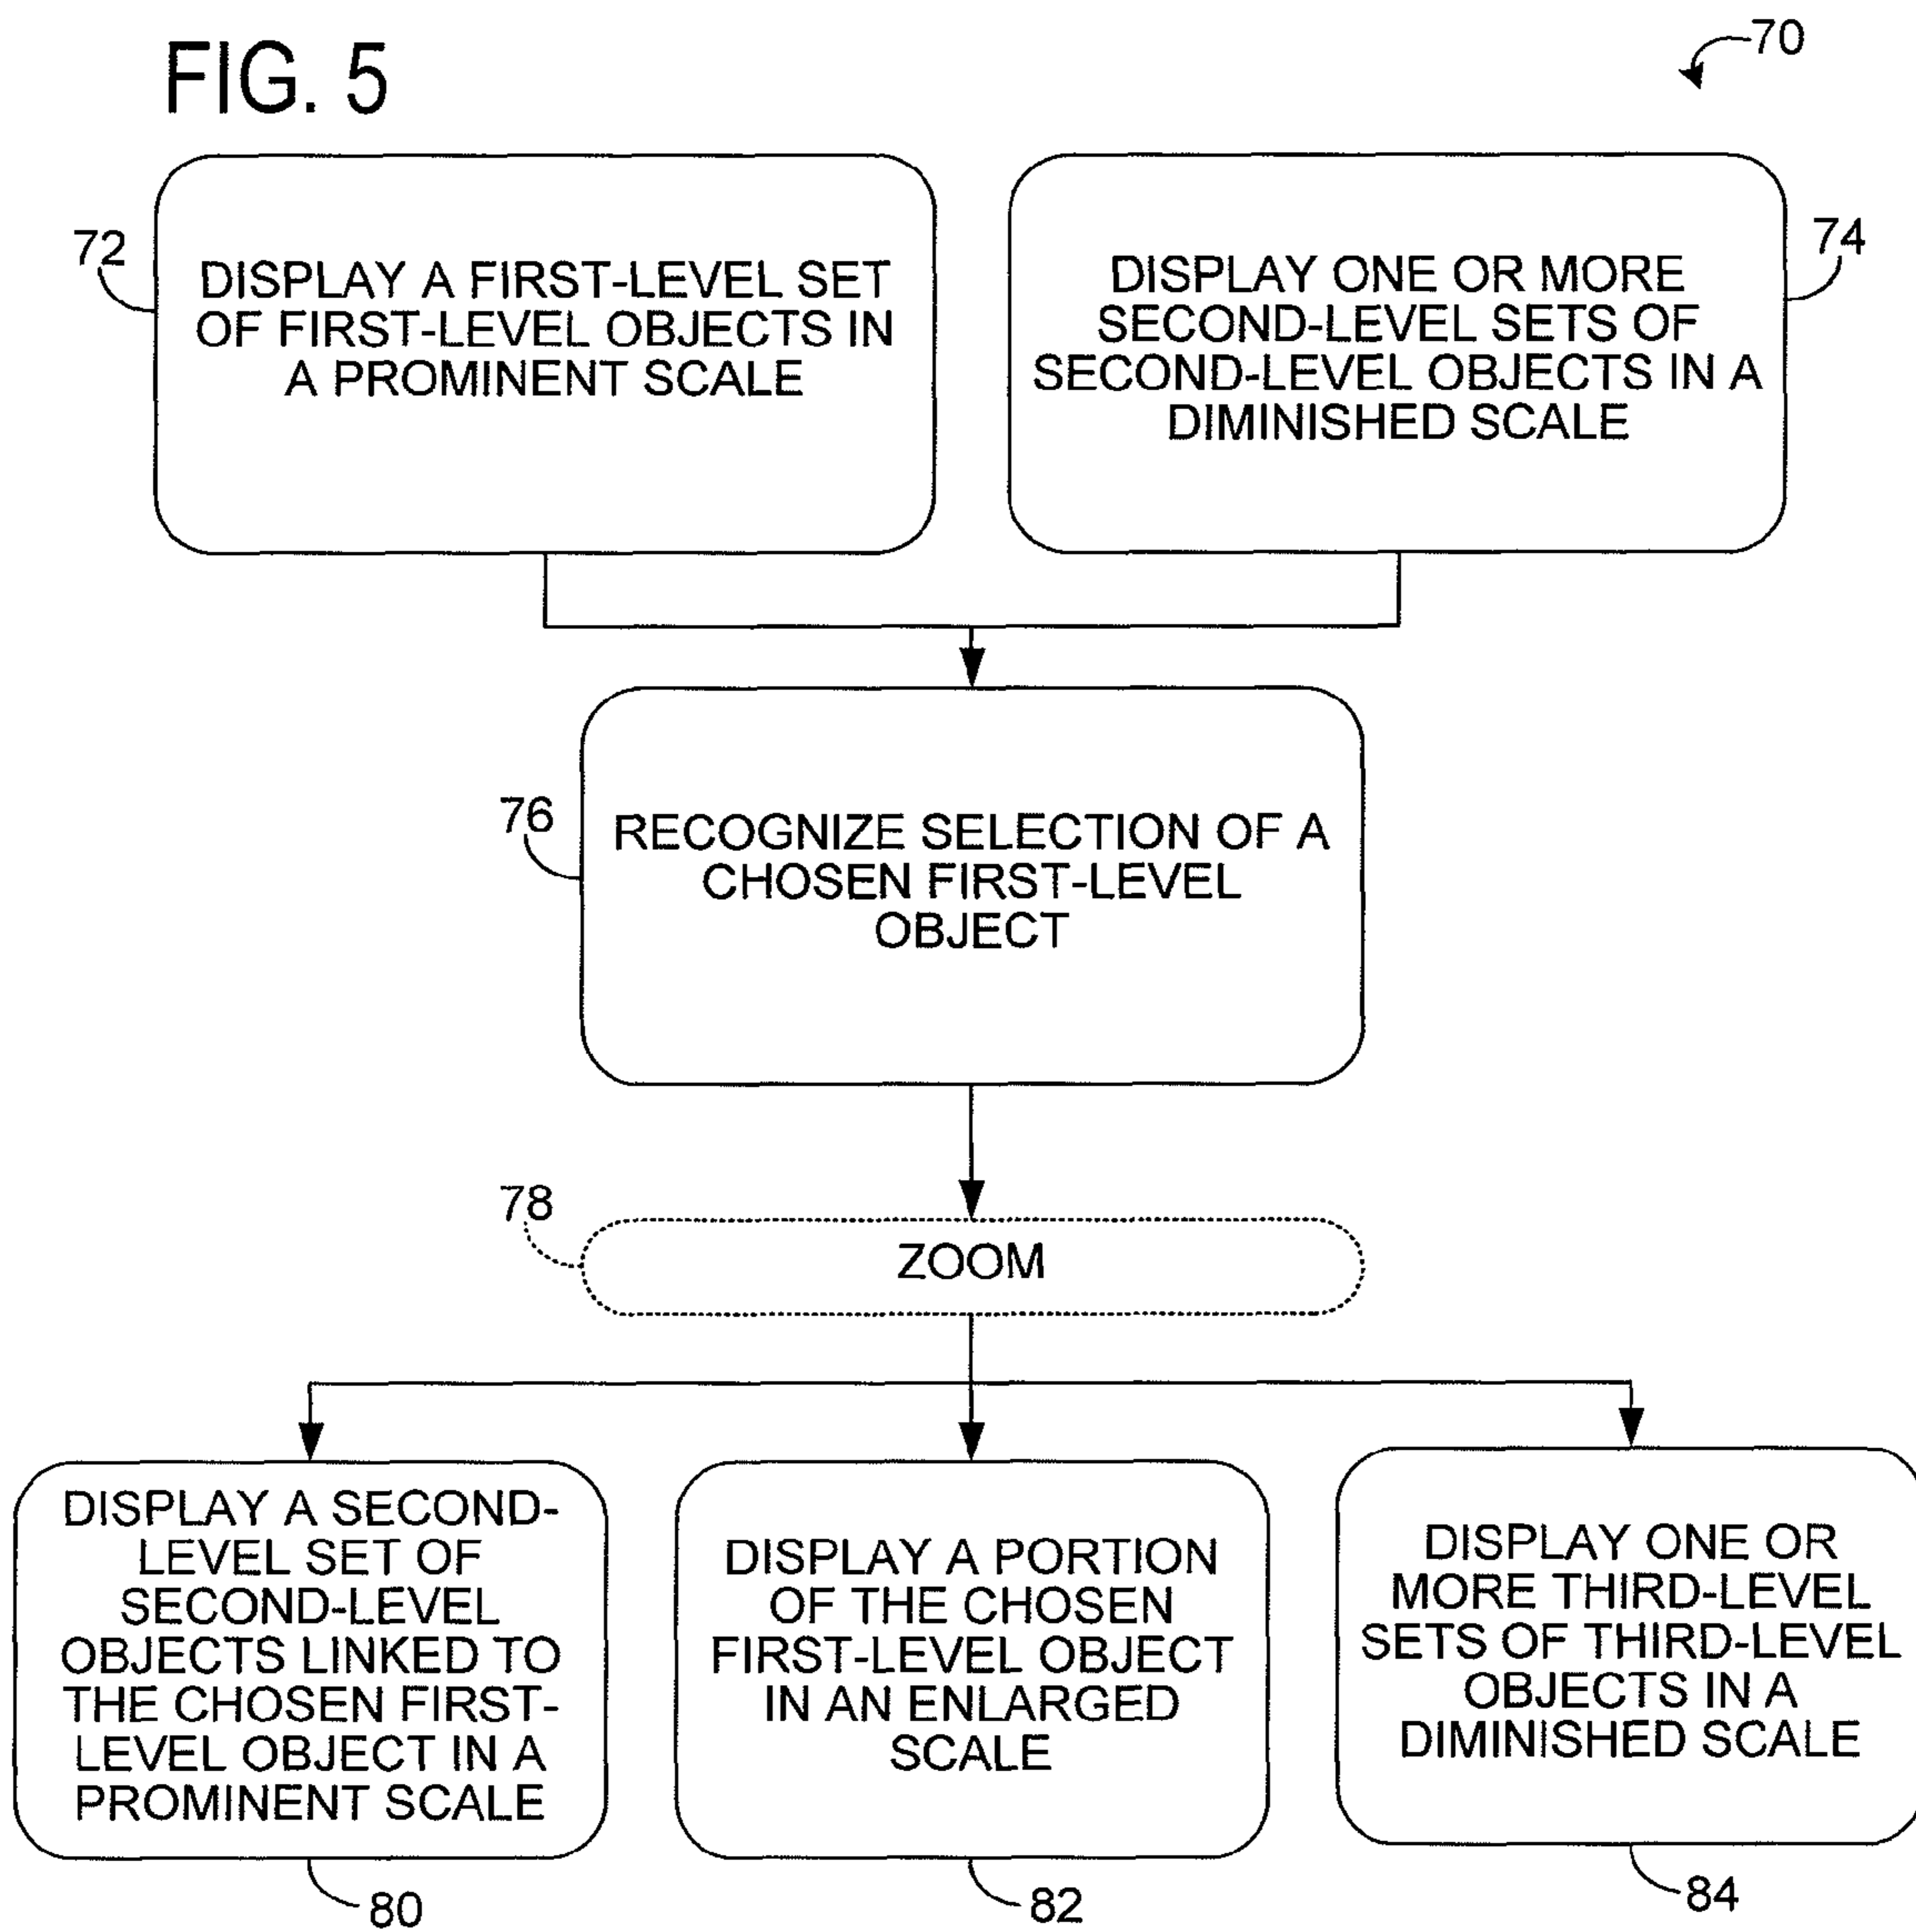 FIG. 5
70
72
DISPLAY A FIRST-LEVEL SET
OF FIRST-LEVEL OBJECTS IN
A PROMINENT SCALE
74
DISPLAY ONE OR MORE
SECOND-LEVEL SETS OF
SECOND-LEVEL OBJECTS IN A
DIMINISHED SCALE
76
RECOGNIZE SELECTION OF A
CHOSEN FIRST-LEVEL
OBJECT
78
ZOOM
DISPLAY A SECOND-
LEVEL SET OF
SECOND-LEVEL
OBJECTS LINKED TO
THE CHOSEN FIRST-
LEVEL OBJECT IN A
PROMINENT SCALE
80
DISPLAY A PORTION
OF THE CHOSEN
FIRST-LEVEL OBJECT
IN AN ENLARGED
SCALE
82
DISPLAY ONE OR
MORE THIRD-LEVEL
SETS OF THIRD-LEVEL
OBJECTS IN A
DIMINISHED SCALE
84